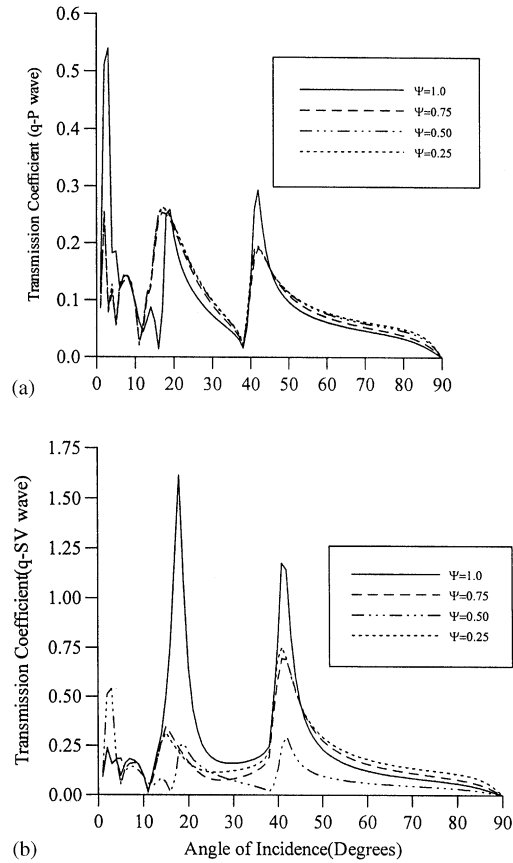 0.6
0.5
0.4
0.3
0.2
0.1
0.0
Transmission Coefficient (q-P wave)
Ψ=1.0
Ψ=0.75
Ψ=0.50
Ψ=0.25
0 10 20 30 40 50 60 70 80 90
(a)
1.75
1.50
1.25
1.00
0.75
0.50
0.25
0.00
Transmission Coefficient(q-SV wave)
Ψ=1.0
Ψ=0.75
Ψ=0.50
Ψ=0.25
0 10 20 30 40 50 60 70 80 90
(b)
Angle of Incidence(Degrees)